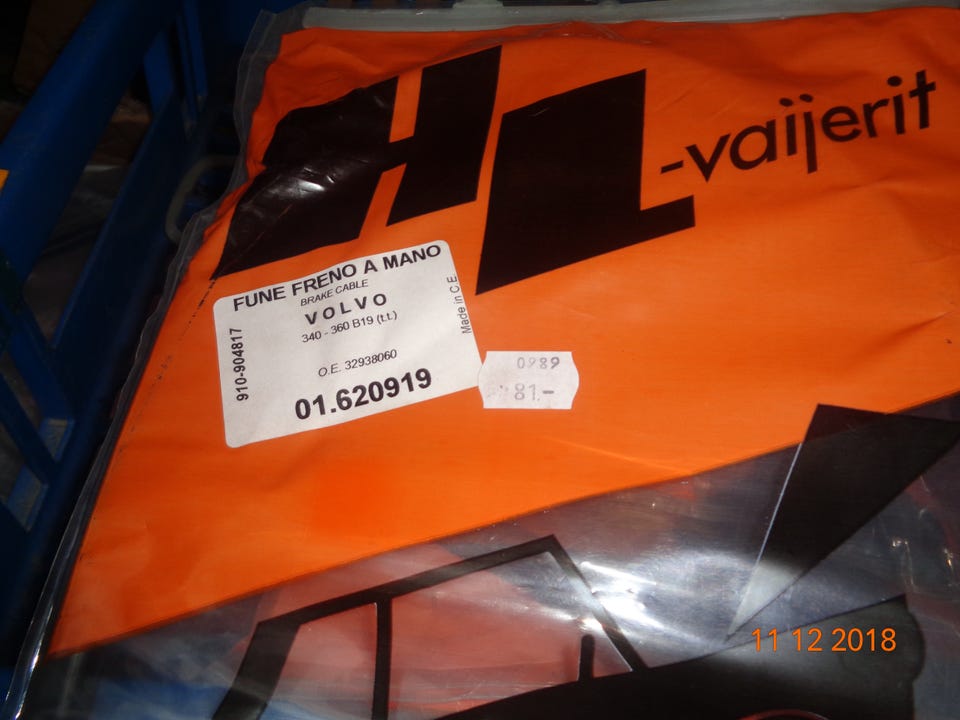 HL-vaijerit
FUNE FRENO A MANO
BRAKE CABLE
VOLVO
340 - 360 B19 (t.t.)
O.E. 32938060
01.620919
910-904817
Made in C.E.
0989
81.-
11 12 2018